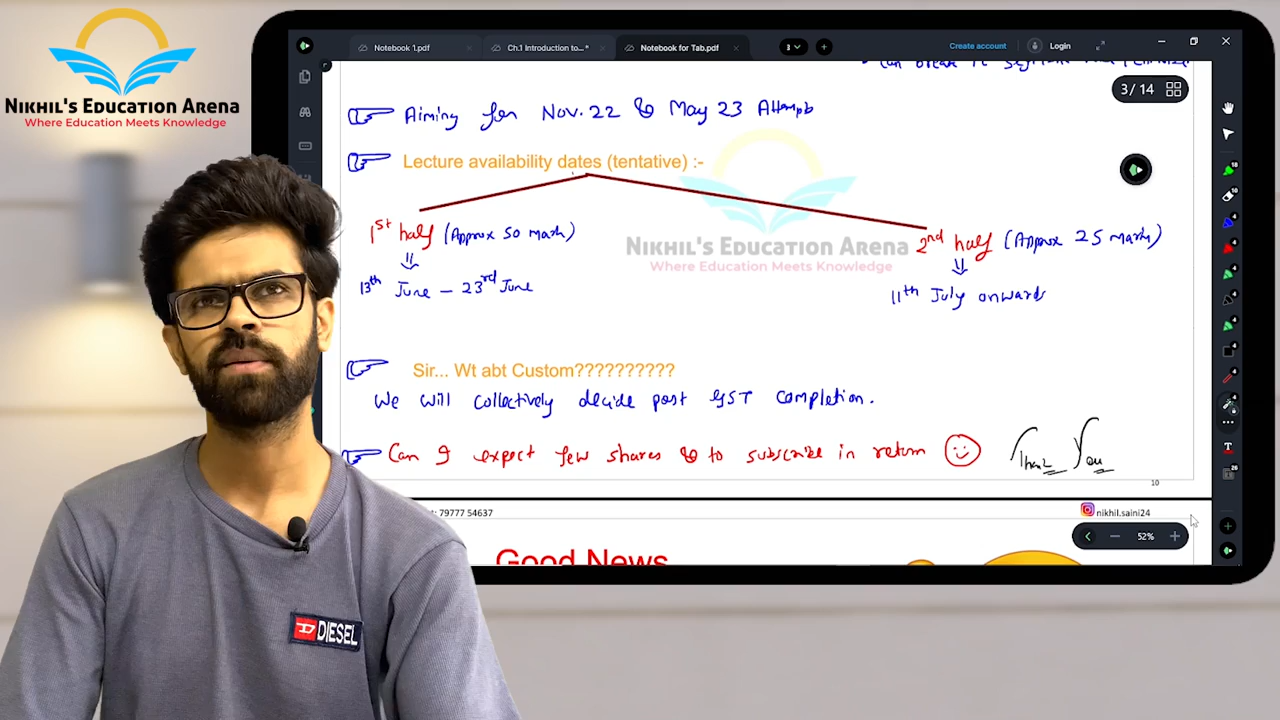 NIKHIL'S EDUCATION ARENA
Where Education Meets Knowledge
Notebook 1.pdf
Ch.1 Introduction to...*
Notebook for Tab.pdf
3
Create account
Login
3 / 14
Aiming for Nov. 22 & May 23 Attempt
Lecture availability dates (tentative) :-
1st half (Approx 50 marks)
2nd half (Approx 25 marks)
13th June - 23rd June
11th July onwards
NIKHIL'S EDUCATION ARENA
Where Education Meets Knowledge
Sir... Wt abt Custom??????????
We will collectively decide post GST completion.
Can I expect few shares & to subscribe in return
Thank You
10
: 79777 54637
nikhil.saini24
52%
Good News
DIESEL